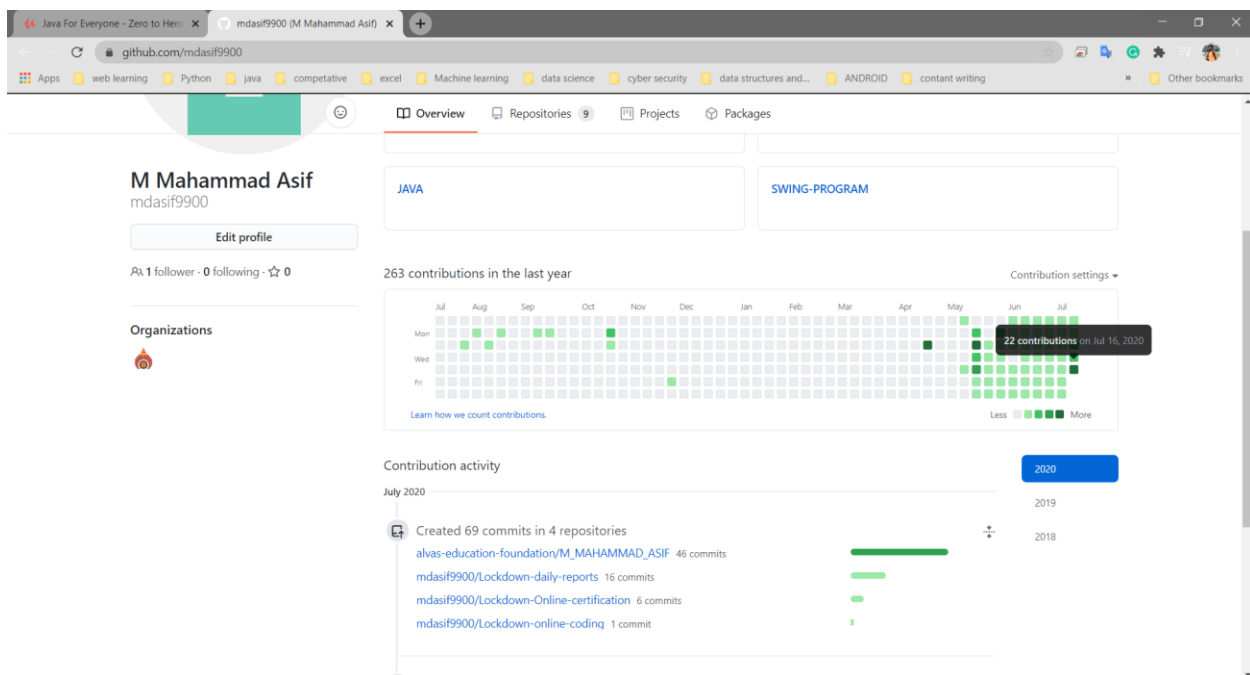 Java For Everyone - Zero to Hero
mdasif9900 (M Mahammad Asif)
github.com/mdasif9900
Apps web learning Python java competative excel Machine learning data science cyber security data structures and... ANDROID contant writing » Other bookmarks
Overview Repositories 9 Projects Packages
M Mahammad Asif
mdasif9900
Edit profile
1 follower · 0 following · 0
Organizations
JAVA
SWING-PROGRAM
263 contributions in the last year
Contribution settings
Jul Aug Sep Oct Nov Dec Jan Feb Mar Apr May Jun Jul
Mon
Wed
Fri
22 contributions on Jul 16, 2020
Learn how we count contributions.
Less More
Contribution activity
2020
2019
2018
July 2020
Created 69 commits in 4 repositories
alvas-education-foundation/M_MAHAMMAD_ASIF 46 commits
mdasif9900/Lockdown-daily-reports 16 commits
mdasif9900/Lockdown-Online-certification 6 commits
mdasif9900/Lockdown-online-coding 1 commit